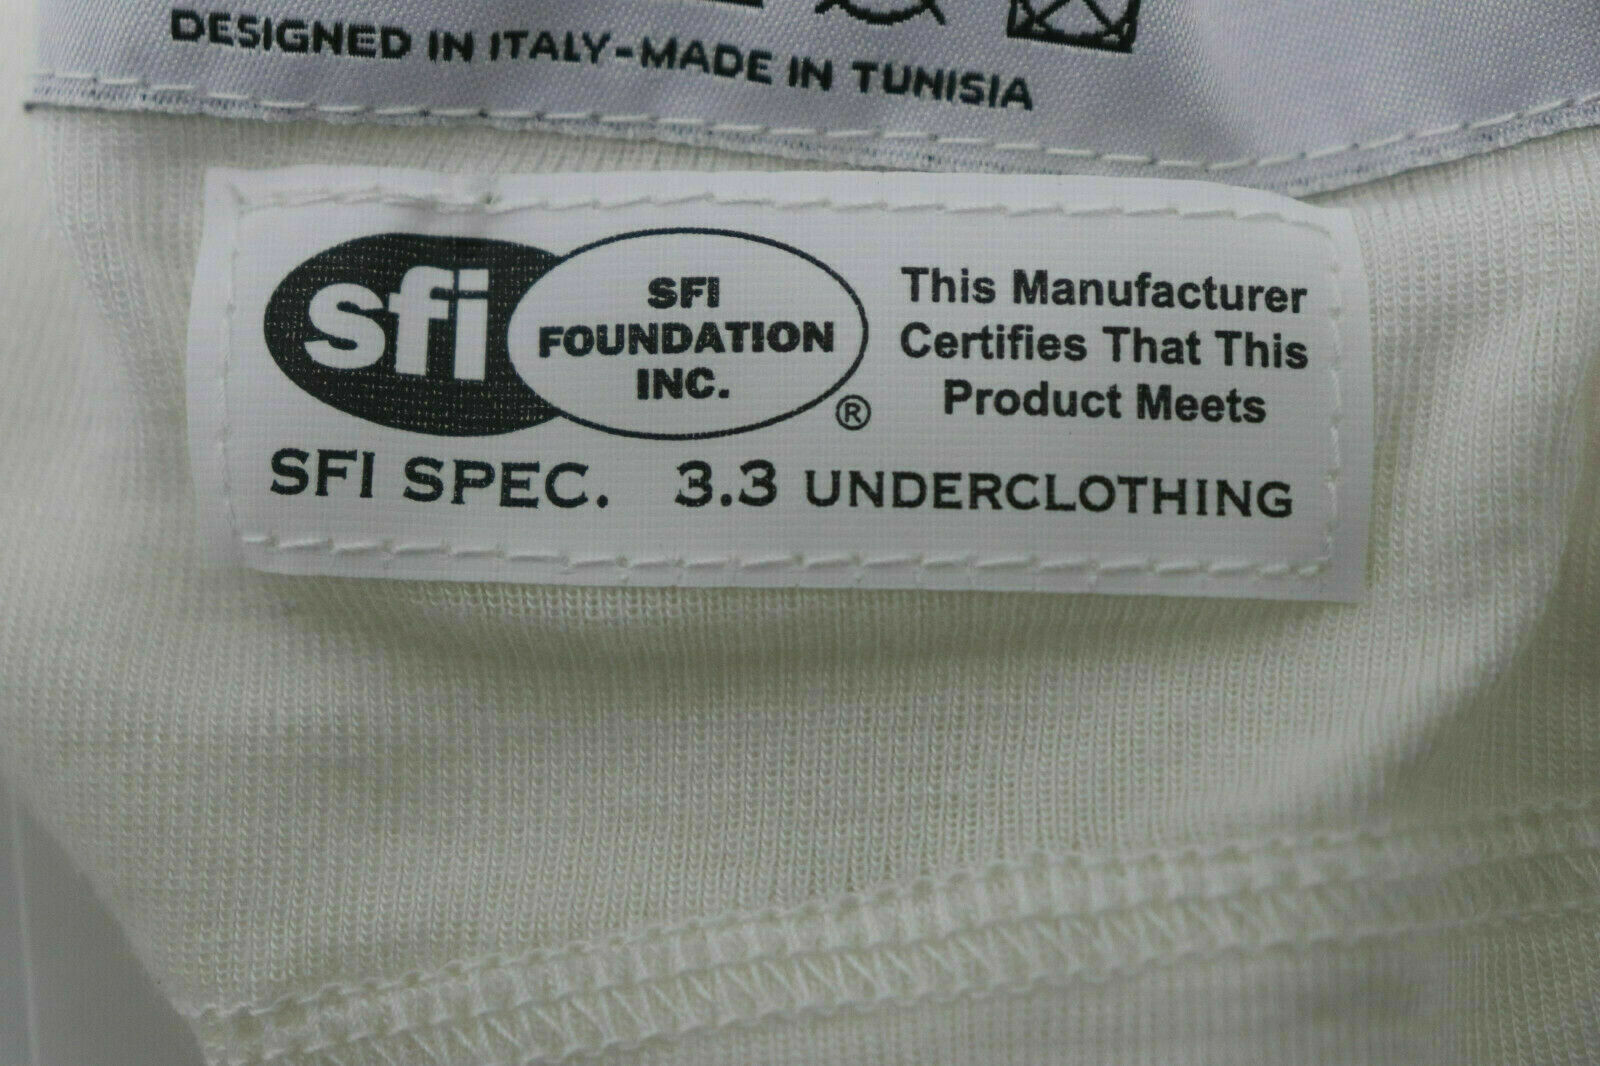 DESIGNED IN ITALY-MADE IN TUNISIA
sfi
SFI
FOUNDATION
INC.
®
This Manufacturer
Certifies That This
Product Meets
SFI SPEC. 3.3 UNDERCLOTHING